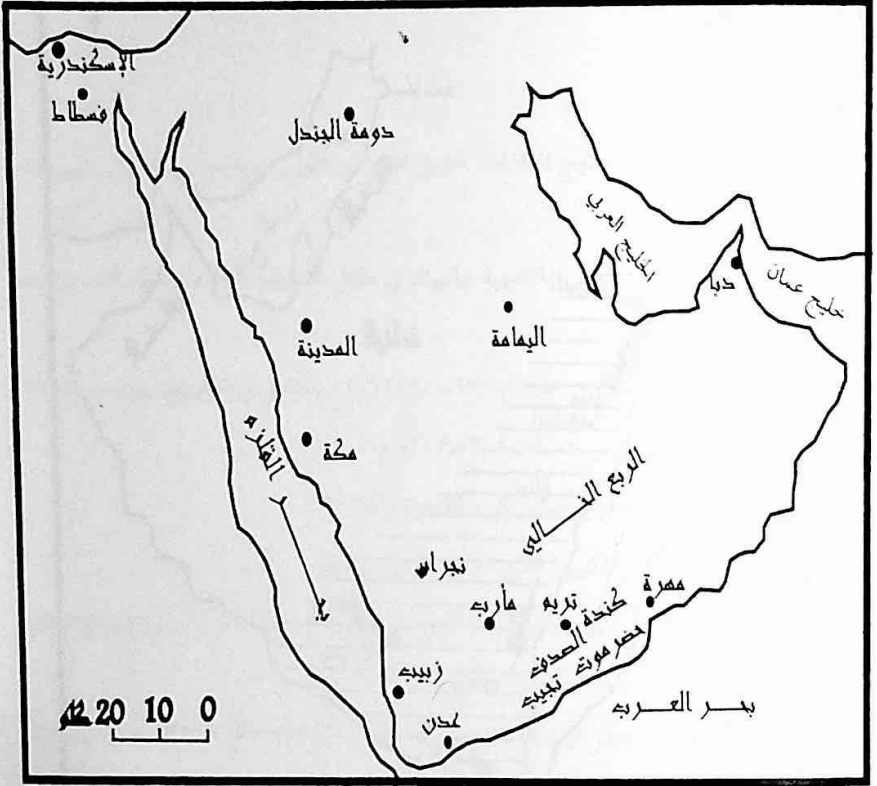 الإسكندرية
فسطاط
دومة الجندل
الخليج العربي
دبا
خليج عمان
اليمامة
المدينة
مكة
بحر القلزم
الربع الخالي
نجران
مأرب
تريم
كندة
الصدف
مهرة
حضرموت
تجيب
زبيد
عدن
بحر العرب
20 10 0